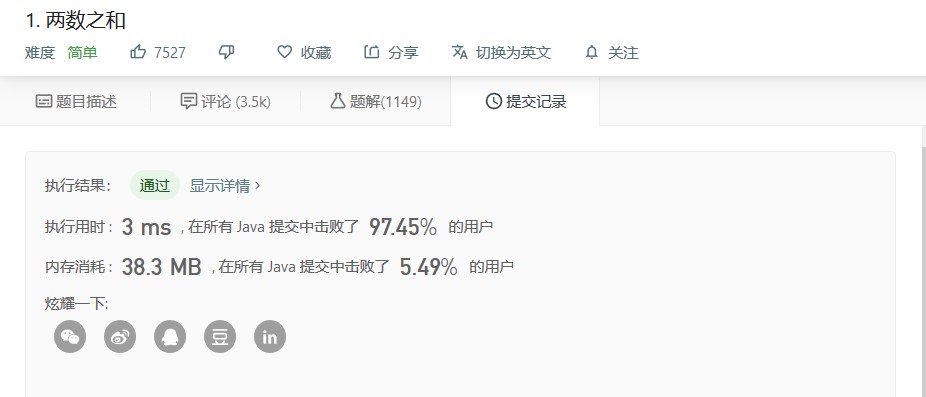 1. 两数之和
难度 简单 7527 收藏 分享 切换为英文 关注
题目描述 评论 (3.5k) 题解(1149) 提交记录
执行结果： 通过 显示详情 ›
执行用时 : 3 ms , 在所有 Java 提交中击败了 97.45% 的用户
内存消耗 : 38.3 MB , 在所有 Java 提交中击败了 5.49% 的用户
炫耀一下:
豆 in